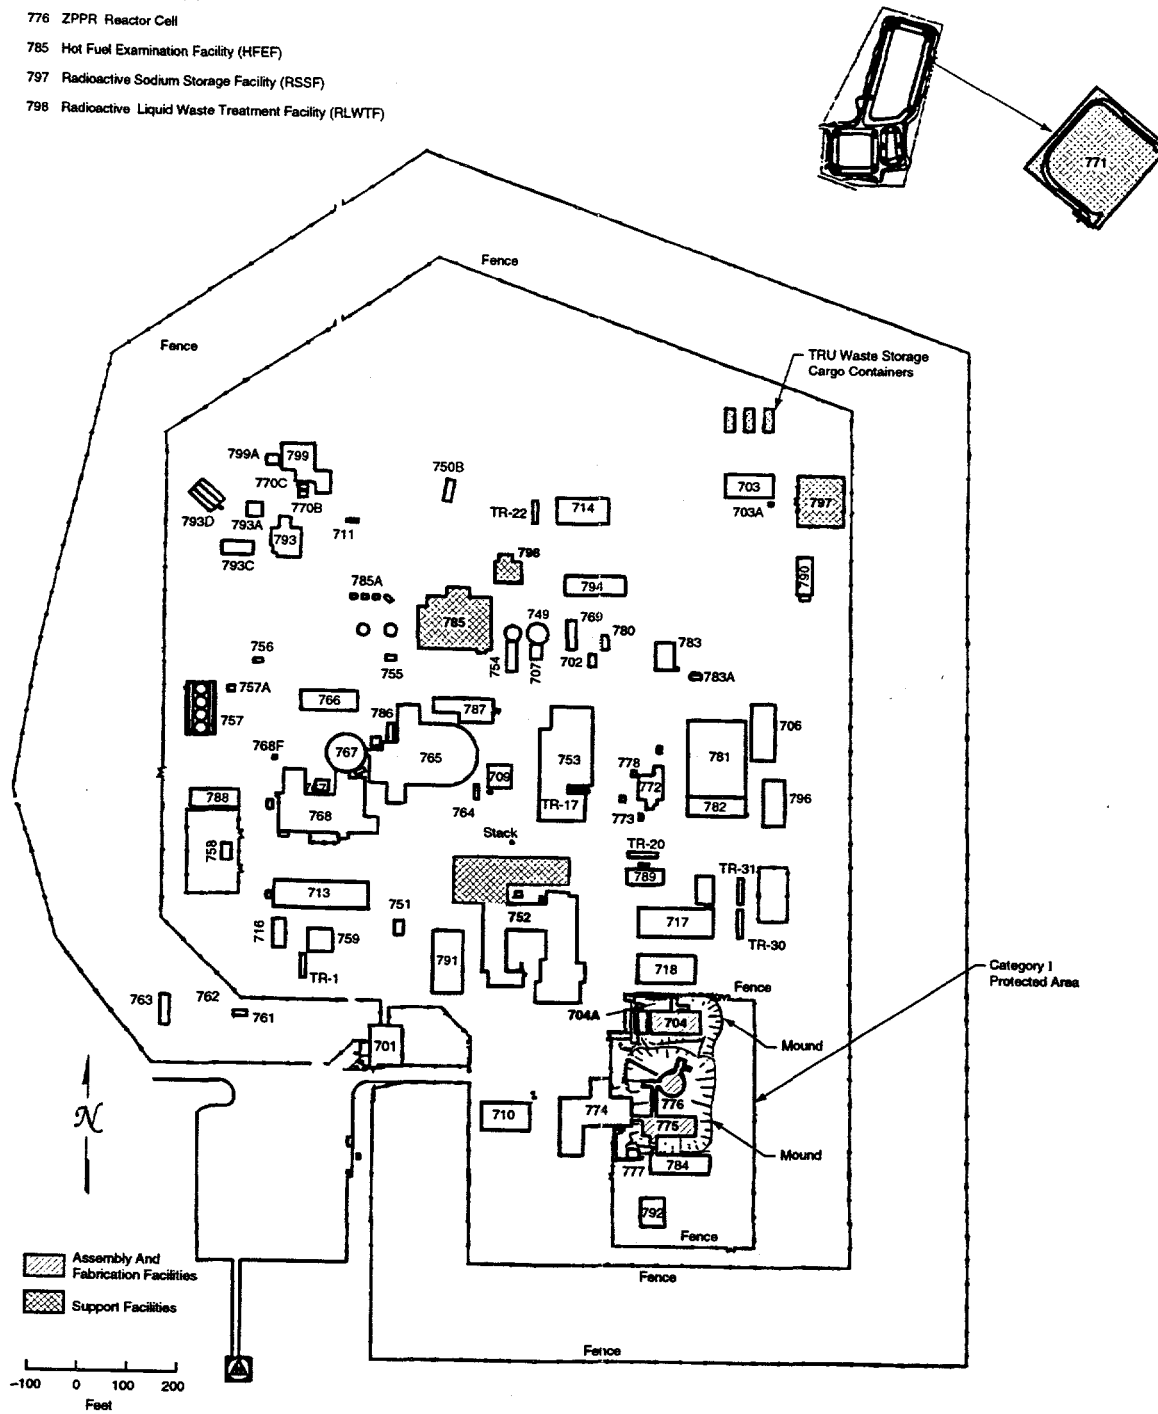 776 ZPPR Reactor Cell
785 Hot Fuel Examination Facility (HFEF)
797 Radioactive Sodium Storage Facility (RSSF)
798 Radioactive Liquid Waste Treatment Facility (RLWTF)
771
Fence
Fence
TRU Waste Storage
Cargo Containers
799A
799
770C
770B
750B
703
703A
797
793D
793A
793
793C
711
TR-22
714
798
790
785A
794
785
749
769
780
754
707
702
783
783A
756
755
757A
757
766
786
787
706
768F
767
765
753
781
778
772
709
764
TR-17
773
782
796
788
768
758
Stack
TR-20
789
TR-31
713
751
752
717
716
759
TR-1
791
TR-30
718
Category I
Protected Area
763
762
761
Fence
704A
704
Mound
701
N
710
774
776
775
Mound
777
784
792
Fence
Fence
Fence
Assembly And
Fabrication Facilities
Support Facilities
-100 0 100 200
Feet